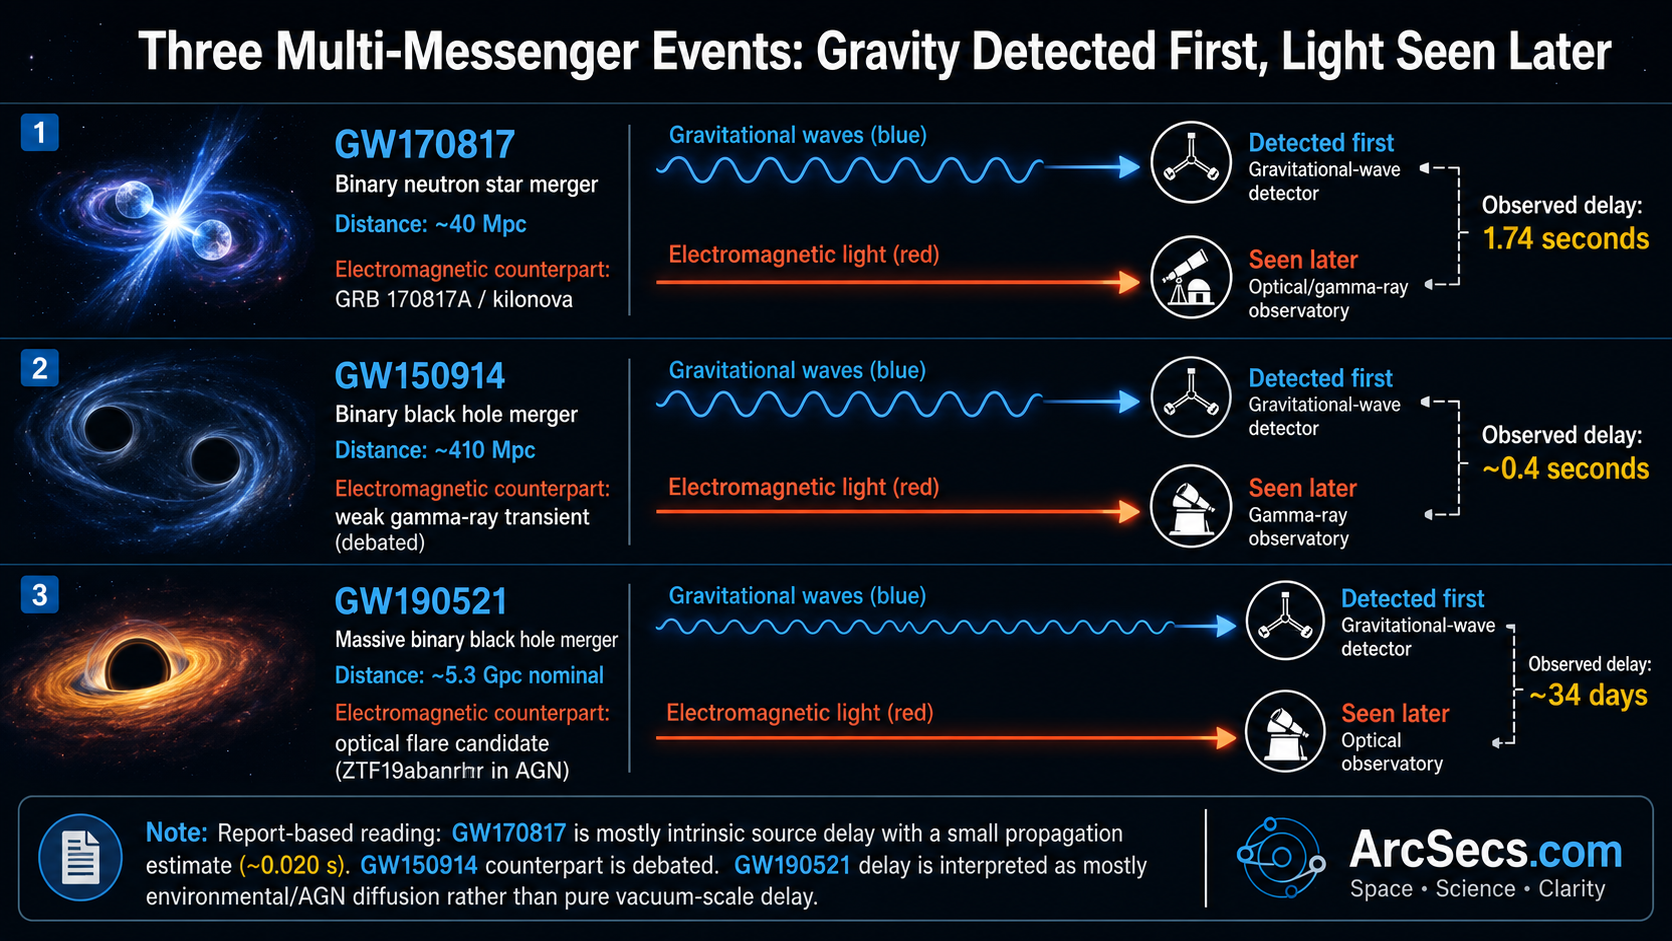 Three Multi-Messenger Events: Gravity Detected First, Light Seen Later
1
GW170817
Binary neutron star merger
Distance: ~40 Mpc
Electromagnetic counterpart:
GRB 170817A / kilonova
Gravitational waves (blue)
Detected first
Gravitational-wave
detector
Electromagnetic light (red)
Seen later
Optical/gamma-ray
observatory
Observed delay:
1.74 seconds
2
GW150914
Binary black hole merger
Distance: ~410 Mpc
Electromagnetic counterpart:
weak gamma-ray transient
(debated)
Gravitational waves (blue)
Detected first
Gravitational-wave
detector
Electromagnetic light (red)
Seen later
Gamma-ray
observatory
Observed delay:
~0.4 seconds
3
GW190521
Massive binary black hole merger
Distance: ~5.3 Gpc nominal
Electromagnetic counterpart:
optical flare candidate
(ZTF19abanrhr in AGN)
Gravitational waves (blue)
Detected first
Gravitational-wave
detector
Electromagnetic light (red)
Seen later
Optical
observatory
Observed delay:
~34 days
Note: Report-based reading: GW170817 is mostly intrinsic source delay with a small propagation
estimate (~0.020 s). GW150914 counterpart is debated. GW190521 delay is interpreted as mostly
environmental/AGN diffusion rather than pure vacuum-scale delay.
ArcSecs.com
Space • Science • Clarity